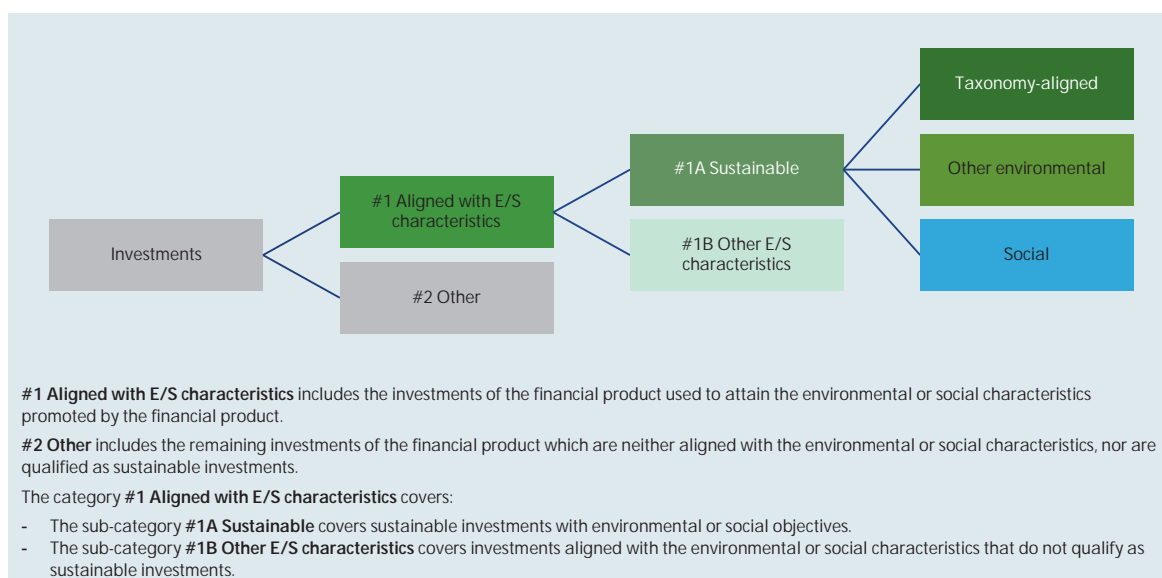 Taxonomy-aligned
#1A Sustainable
Other environmental
#1 Aligned with E/S
characteristics
#1B Other E/S
characteristics
Investments
Social
#2 Other
#1 Aligned with E/S characteristics includes the investments of the financial product used to attain the environmental or social characteristics
promoted by the financial product.
#2 Other includes the remaining investments of the financial product which are neither aligned with the environmental or social characteristics, nor are
qualified as sustainable investments.
The category #1 Aligned with E/S characteristics covers:
- The sub-category #1A Sustainable covers sustainable investments with environmental or social objectives.
- The sub-category #1B Other E/S characteristics covers investments aligned with the environmental or social characteristics that do not qualify as
sustainable investments.